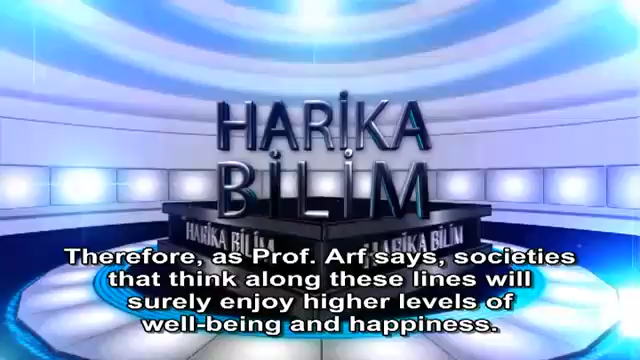 HARİKA
BİLİM
HARİKA BİLİM
HARİKA BİLİM
Therefore, as Prof. Arf says, societies
that think along these lines will
surely enjoy higher levels of
well-being and happiness.